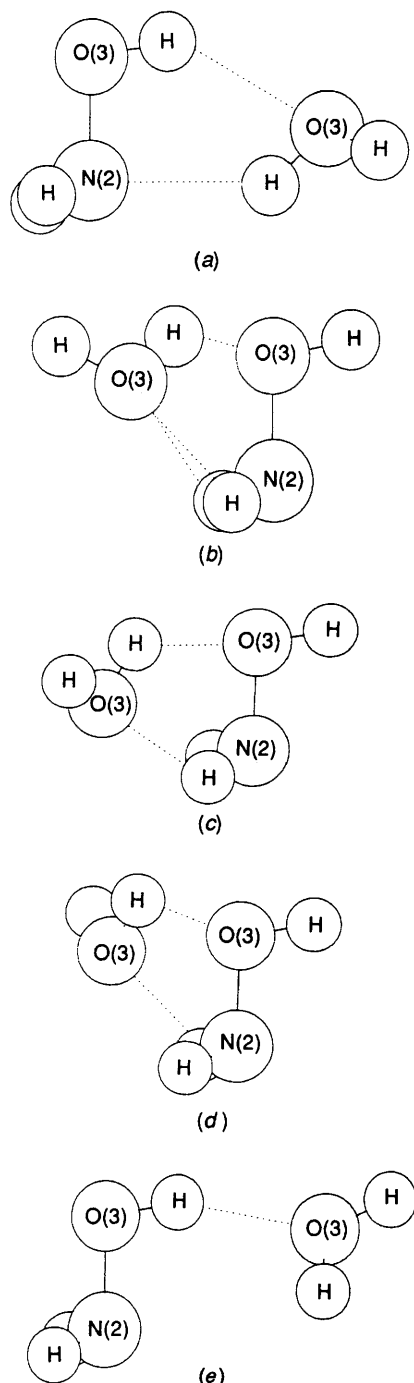 O(3) H
O(3)
H
H N(2)
(a)
H H O(3) H
O(3)
N(2)
H
(b)
H O(3) H
H
O(3)
N(2)
H
(c)
H H
O(3) O(3)
N(2)
H
(d)
H H
O(3) O(3)
H
N(2)
H
(e)